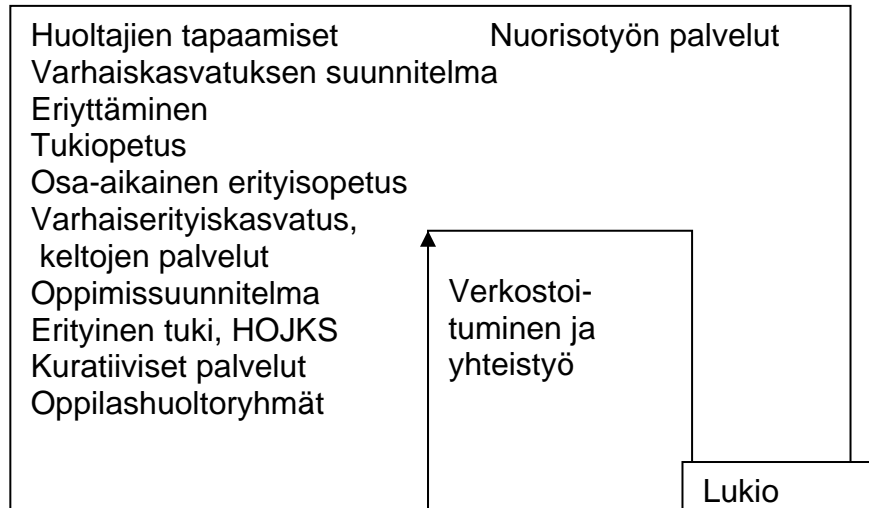 Huoltajien tapaamiset Nuorisotyön palvelut
Varhaiskasvatuksen suunnitelma
Eriyttäminen
Tukiopetus
Osa-aikainen erityisopetus
Varhaiserityiskasvatus,
keltojen palvelut
Oppimissuunnitelma
Erityinen tuki, HOJKS
Kuratiiviset palvelut
Oppilashuoltoryhmät
Verkostoi-
tuminen ja
yhteistyö
Lukio